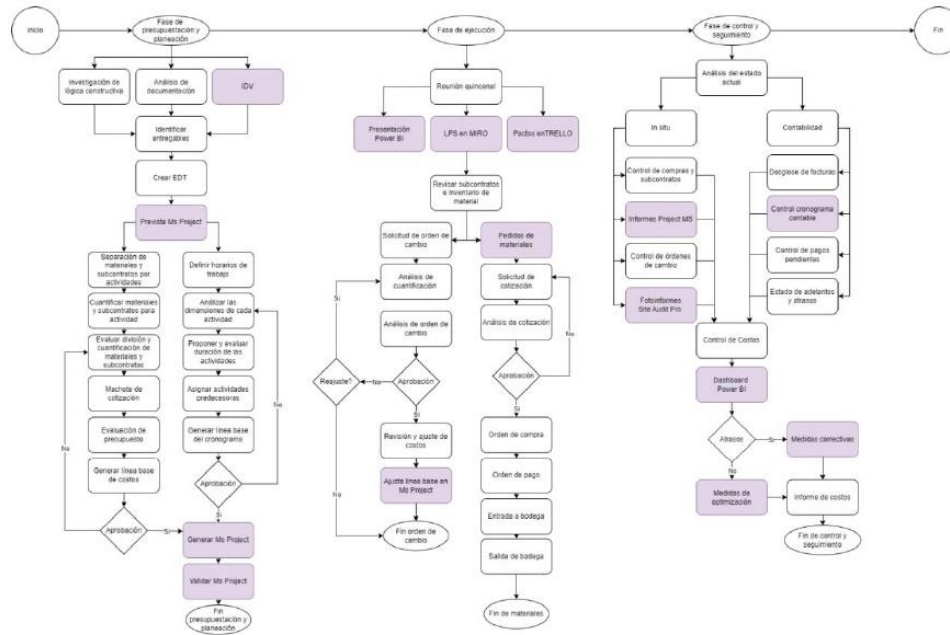 Inicio
Fase de
presupuestación y
planeación
Fase de ejecución
Fase de control y
seguimiento
Fin
Investigación de
lógica constructiva
Análisis de
documentación
IDV
Identificar
entregables
Crear EDT
Prevista Ms Project
Separación de
materiales y
subcontratos por
actividades
Cuantificar materiales
y subcontratos para
actividad
Evaluar división y
cuantificación de
materiales y
subcontratos
Machote de
cotización
Evaluación de
presupuesto
Generar línea base
de costos
Aprobación
No
Si
Definir horarios de
trabajo
Análizar las
dimensiones de cada
actividad
Proponer y evaluar
duración de las
actividades
Asignar actividades
predecesoras
Generar línea base
del cronograma
Aprobación
No
Si
Generar Ms Project
Validar Ms Project
Fin
presupuestación y
planeación
Reunión quincenal
Presentación
Power BI
LPS en MIRO
Pactos enTRELLO
Revisar subcontratos
e inventario de
material
Solicitud de orden de
cambio
Análisis de
cuantificación
Análisis de orden de
cambio
Aprobación
No
Reajuste?
Si
No
Si
Revisión y ajuste de
costos
Ajuste línea base en
Ms Project
Fin orden de
cambio
Pedidos de
materiales
Solicitud de
cotización
Análisis de cotización
Aprobación
No
Si
Orden de compra
Orden de pago
Entrada a bodega
Salida de bodega
Fin de materiales
Análisis del estado
actual
In situ
Control de compras y
subcontratos
Informes Project MS
Control de órdenes
de cambio
Fotoinformes
Site Audit Pro
Contabilidad
Desglose de facturas
Control cronograma
contable
Control de pagos
pendientes
Estado de adelantos y
atrasos
Control de Costos
Dashboard
Power BI
Atrasos
Si
Medidas correctivas
No
Medidas de
optimización
Informe de costos
Fin de control y
seguimiento